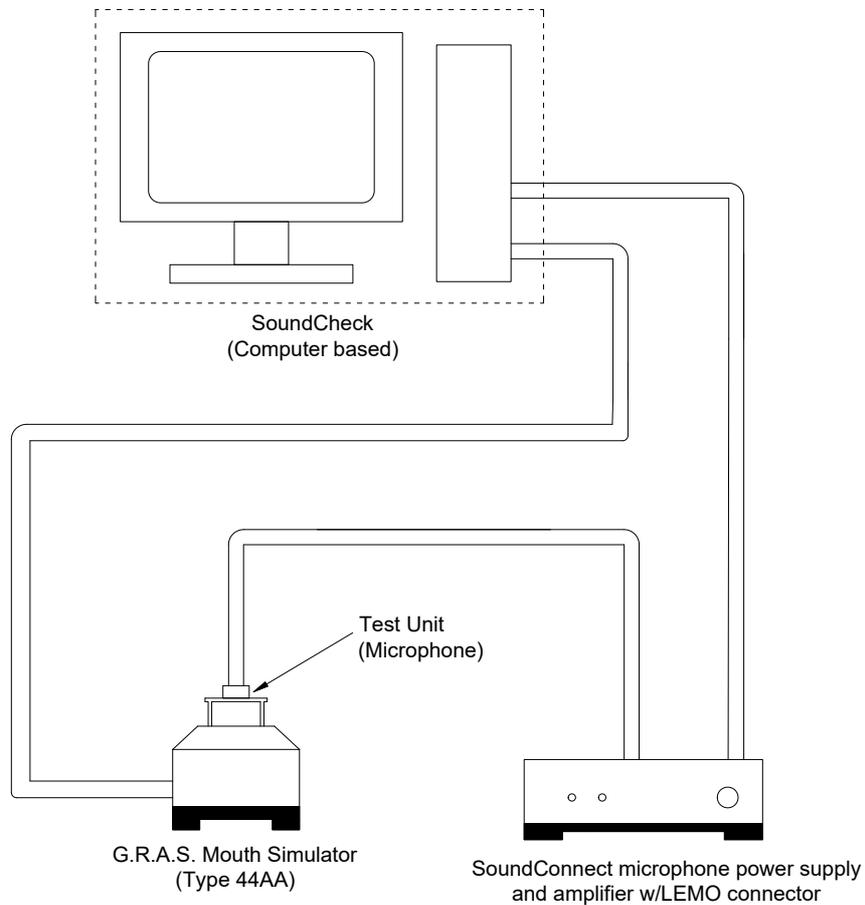 SoundCheck
(Computer based)
Test Unit
(Microphone)
G.R.A.S. Mouth Simulator
(Type 44AA)
SoundConnect microphone power supply
and amplifier w/LEMO connector